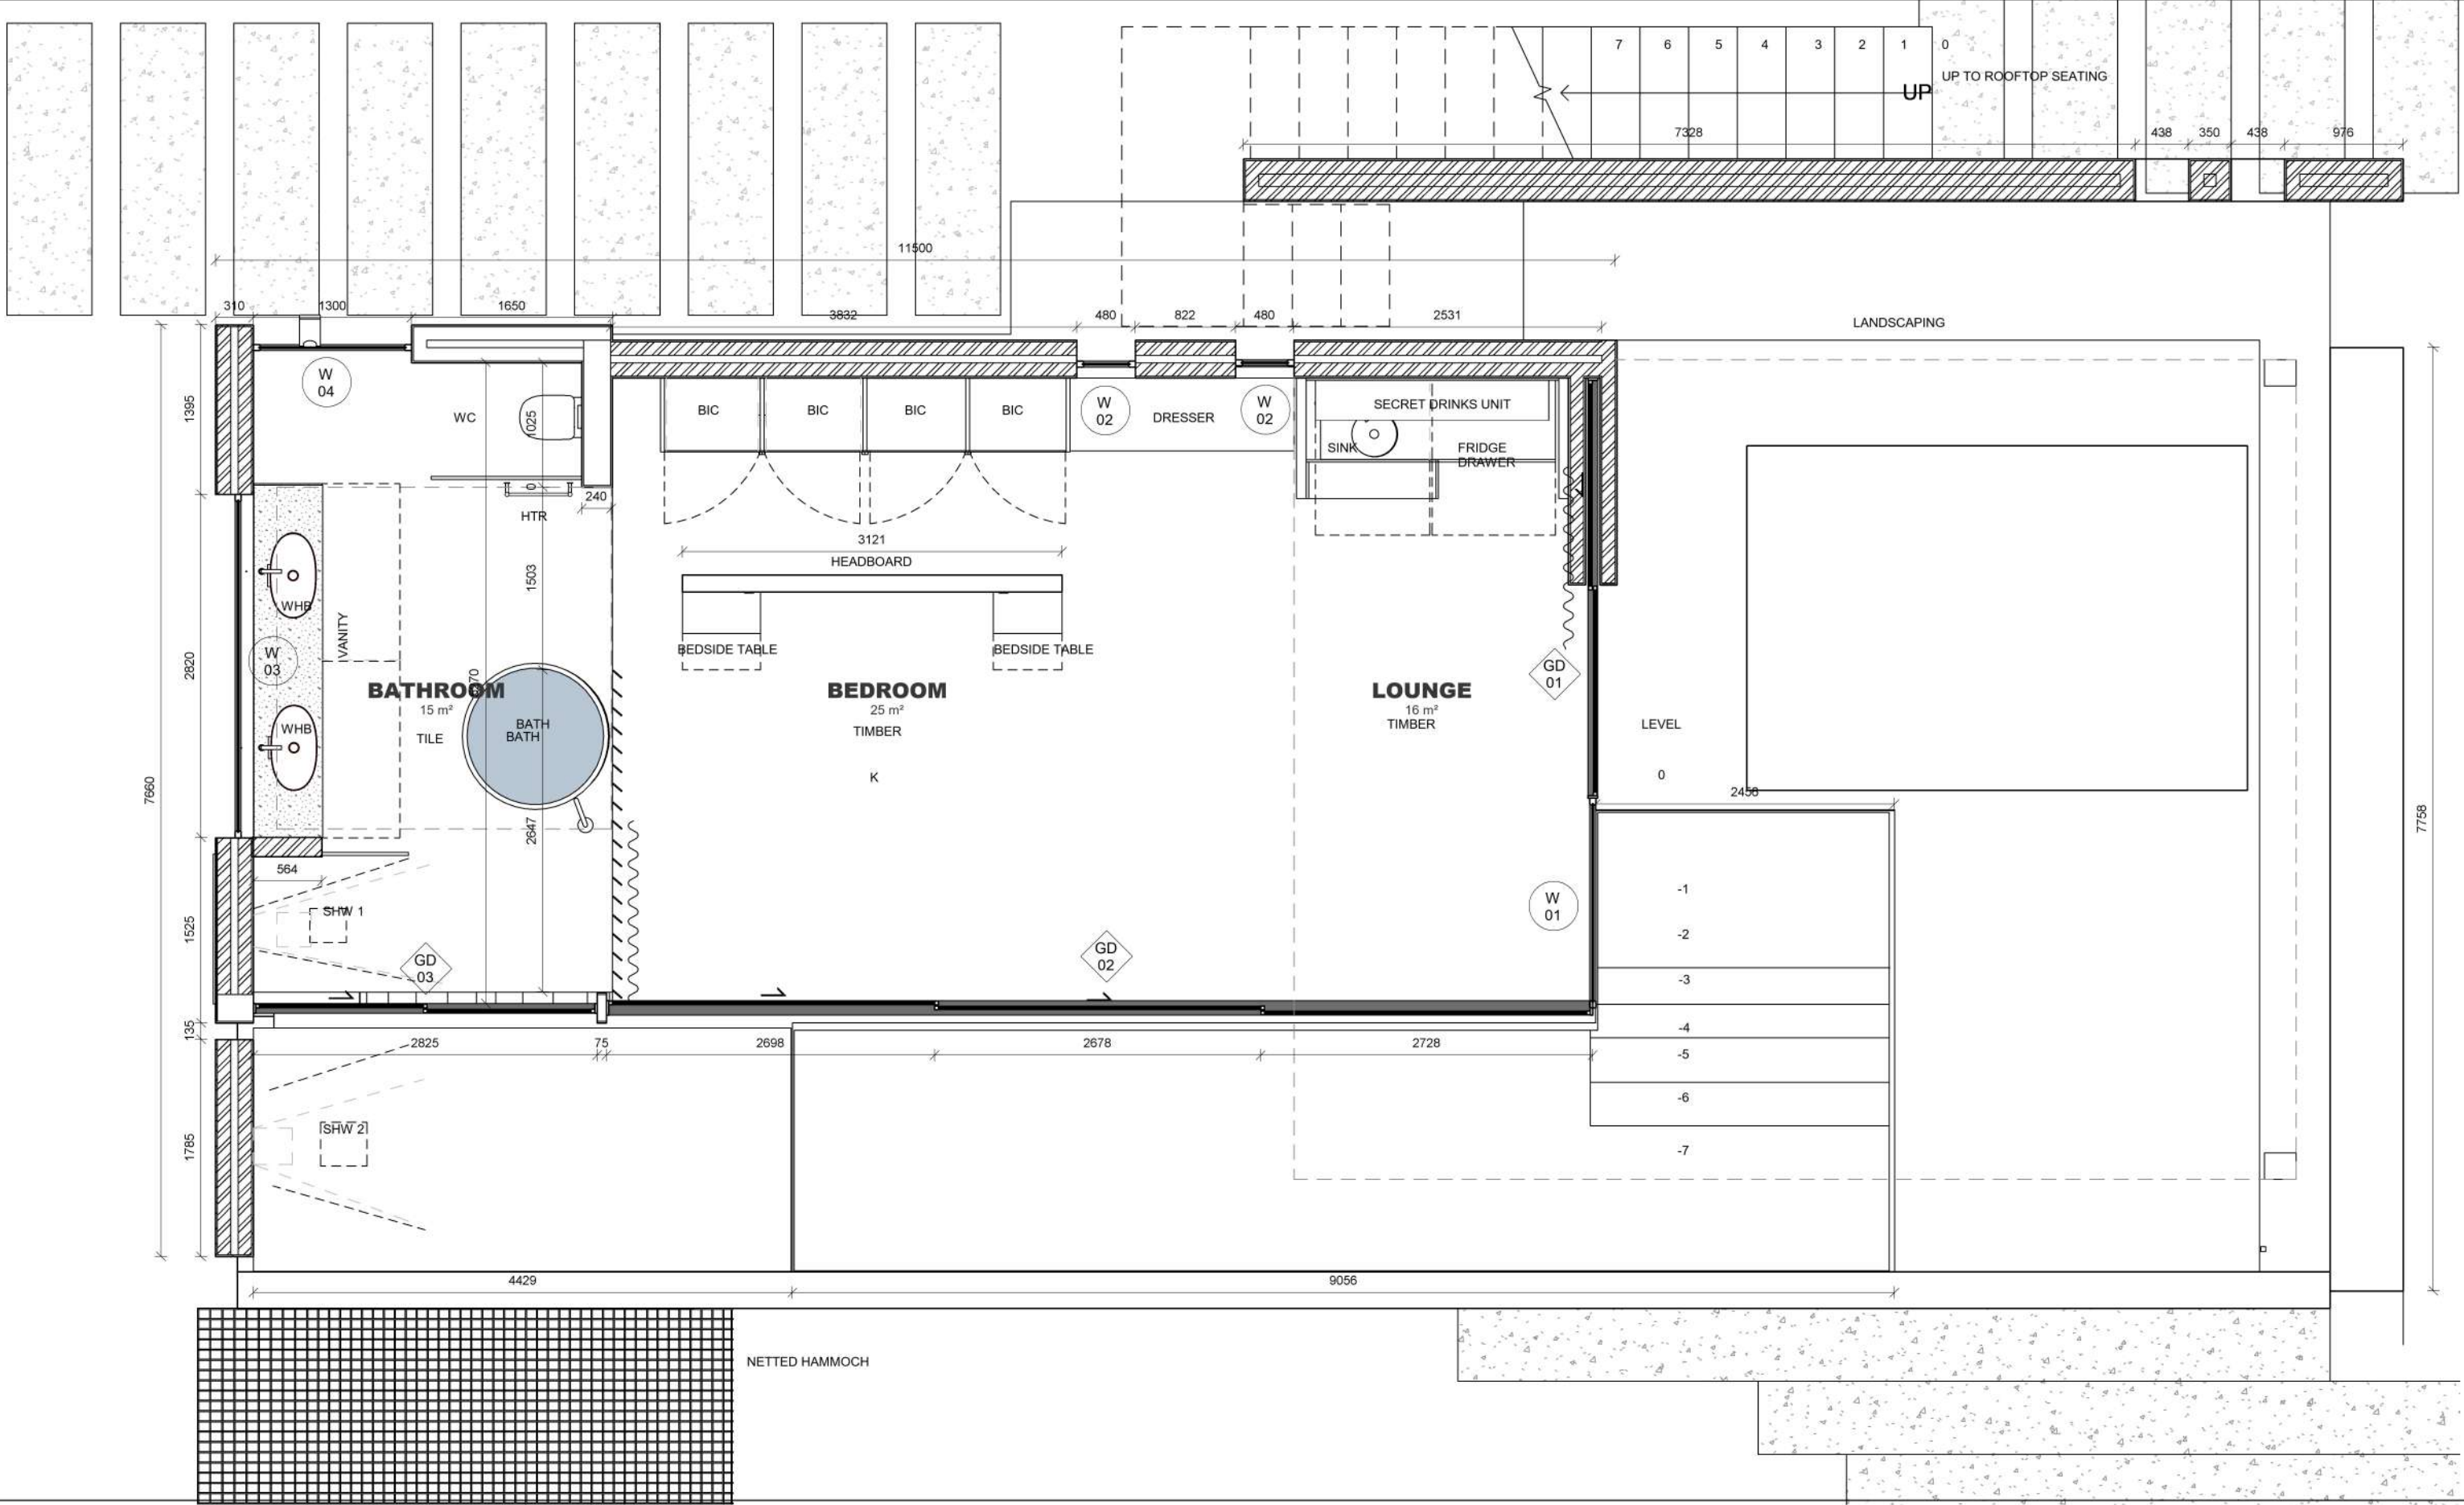 7 6 5 4 3 2 1 0
UP TO ROOFTOP SEATING
UP
7328 438 350 438 976
11500
310 1300 1650 3832 480 822 480 2531
LANDSCAPING
W
04
WC
1025
BIC BIC BIC BIC
W
02
DRESSER
W
02
SECRET DRINKS UNIT
SINK
FRIDGE
DRAWER
1395
0
240
HTR
3121
HEADBOARD
1503
WHB
VANITY
BEDSIDE TABLE
BEDSIDE TABLE
W
03
2820
GD
01
BATHROOM
15 m²
TILE
WHB
BATH
BATH
BEDROOM
25 m²
TIMBER
K
LOUNGE
16 m²
TIMBER
LEVEL
0
2456
7660
7758
2647
564
SHW 1
1525
GD
03
GD
02
W
01
-1
-2
-3
-4
-5
-6
-7
135
2825 75 2698 2678 2728
SHW 2
1785
4429 9056
NETTED HAMMOCH